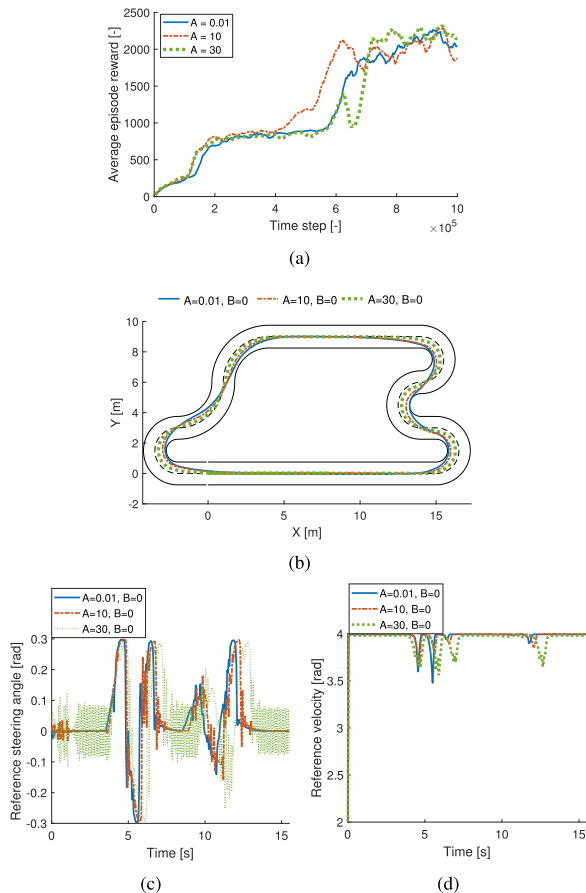 A = 0.01
A = 10
A = 30
Average episode reward [-]
2500
2000
1500
1000
500
0
0 2 4 6 8 10
Time step [-]
×10⁵
(a)
A=0.01, B=0 A=10, B=0 A=30, B=0
Y [m]
10
8
6
4
2
0
-2
0 5 10 15
X [m]
(b)
A=0.01, B=0
A=10, B=0
A=30, B=0
Reference steering angle [rad]
0.3
0.2
0.1
0
-0.1
-0.2
-0.3
0 5 10 15
Time [s]
(c)
A=0.01, B=0
A=10, B=0
A=30, B=0
Reference velocity [rad]
4
3.5
3
2.5
2
0 5 10 15
Time [s]
(d)